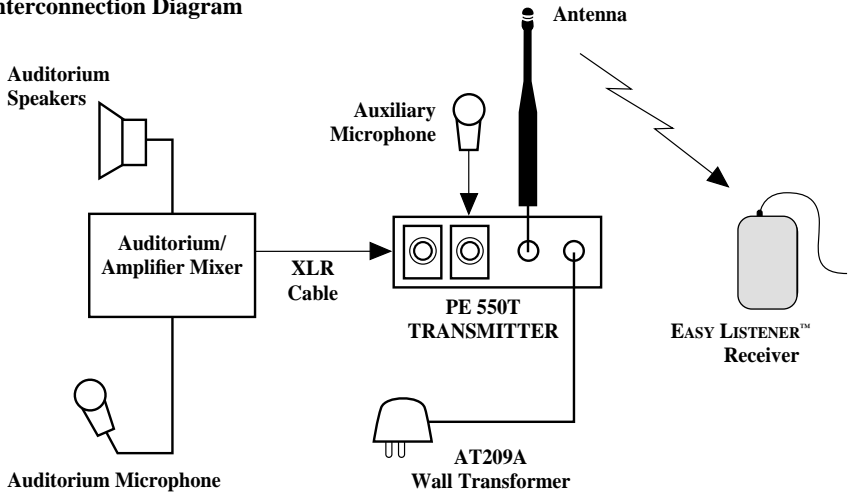 nterconnection Diagram
Antenna
Auditorium
Speakers
Auxiliary
Microphone
Auditorium/
Amplifier Mixer
XLR
Cable
PE 550T
TRANSMITTER
EASY LISTENER™
Receiver
AT209A
Wall Transformer
Auditorium Microphone